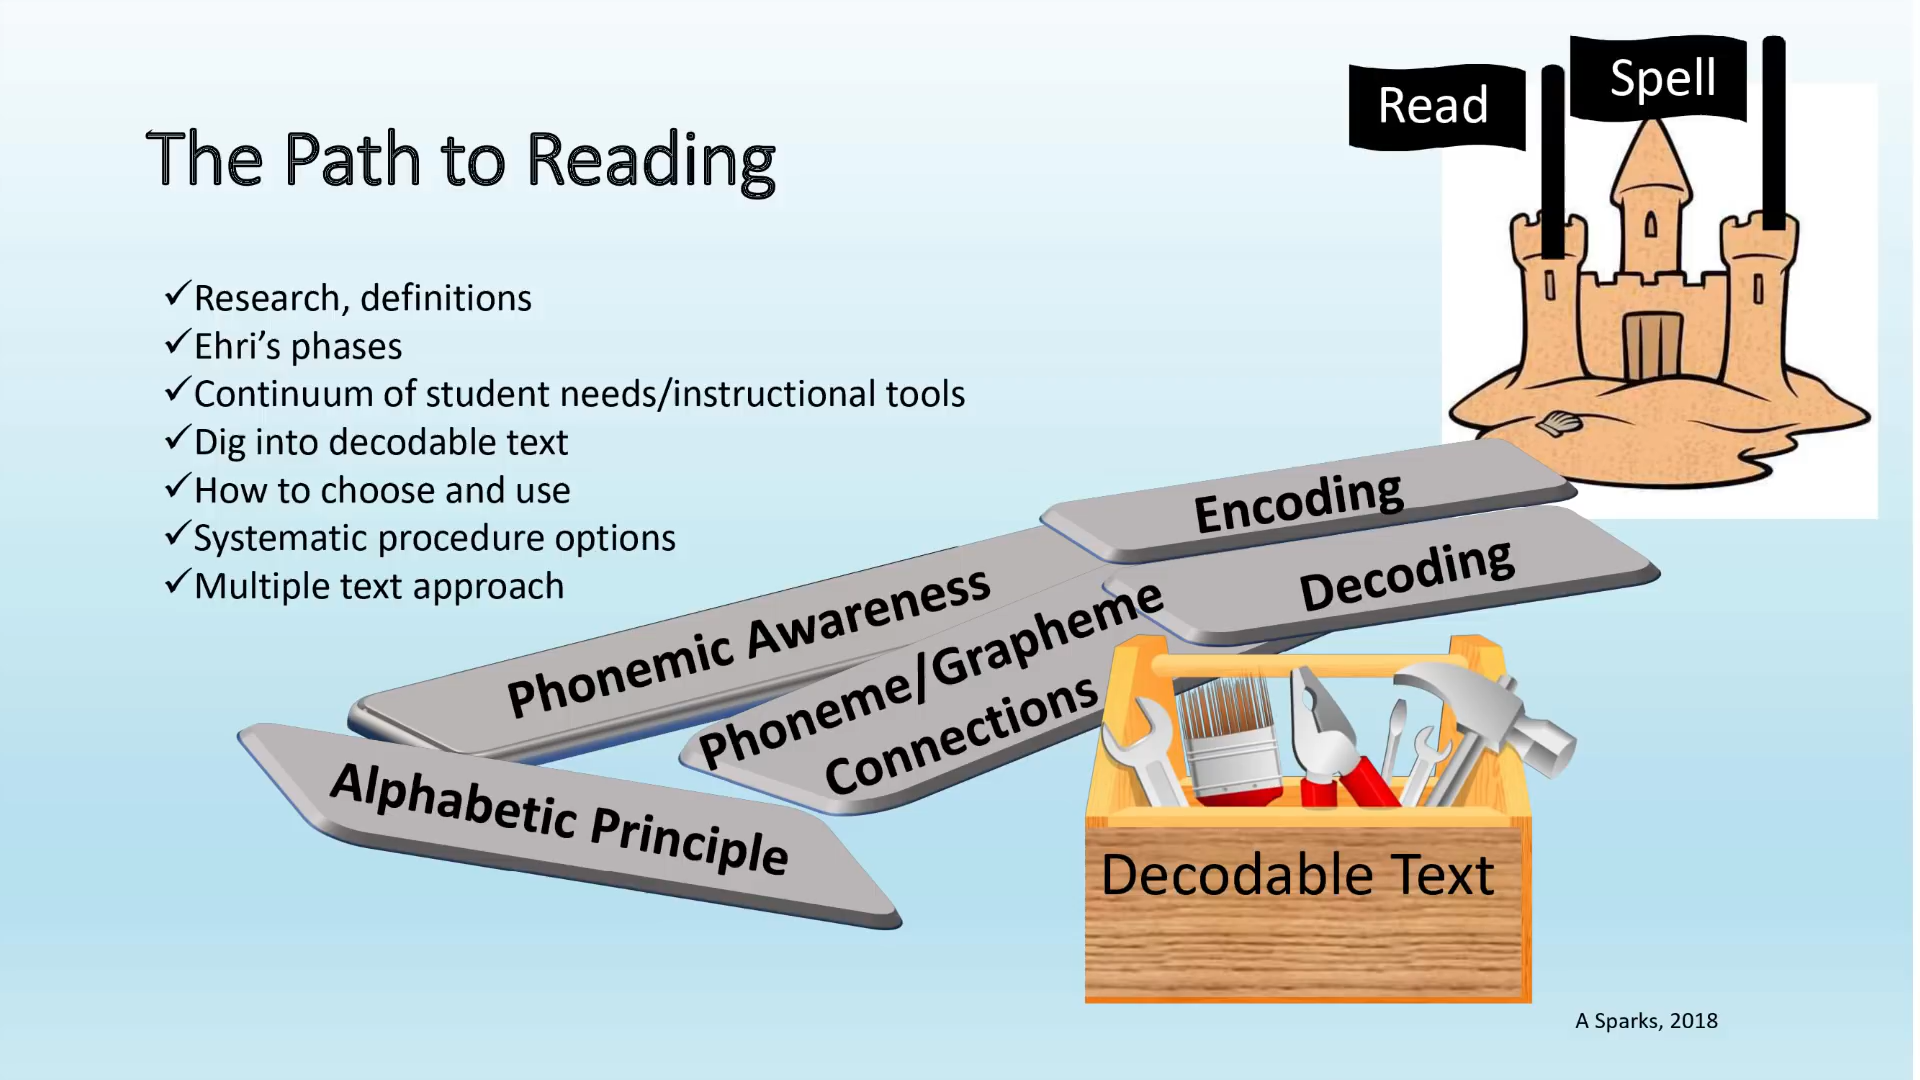 The Path to Reading
✓Research, definitions
✓Ehri’s phases
✓Continuum of student needs/instructional tools
✓Dig into decodable text
✓How to choose and use
✓Systematic procedure options
✓Multiple text approach
Read
Spell
Encoding
Decoding
Phonemic Awareness
Phoneme/Grapheme
Connections
Alphabetic Principle
Decodable Text
A Sparks, 2018